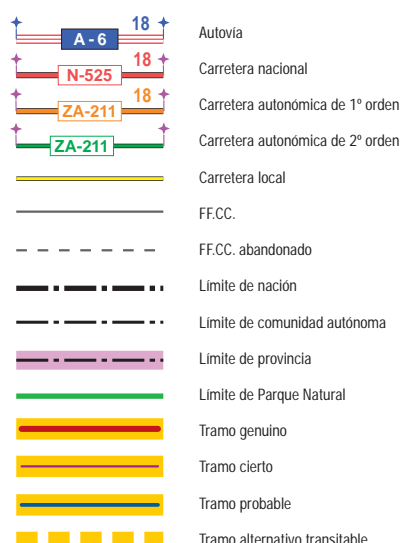 18
A - 6 Autovía
18
N-525 Carretera nacional
18
ZA-211 Carretera autonómica de 1º orden
ZA-211 Carretera autonómica de 2º orden
Carretera local
FF.CC.
FF.CC. abandonado
Límite de nación
Límite de comunidad autónoma
Límite de provincia
Límite de Parque Natural
Tramo genuino
Tramo cierto
Tramo probable
Tramo alternativo transitable